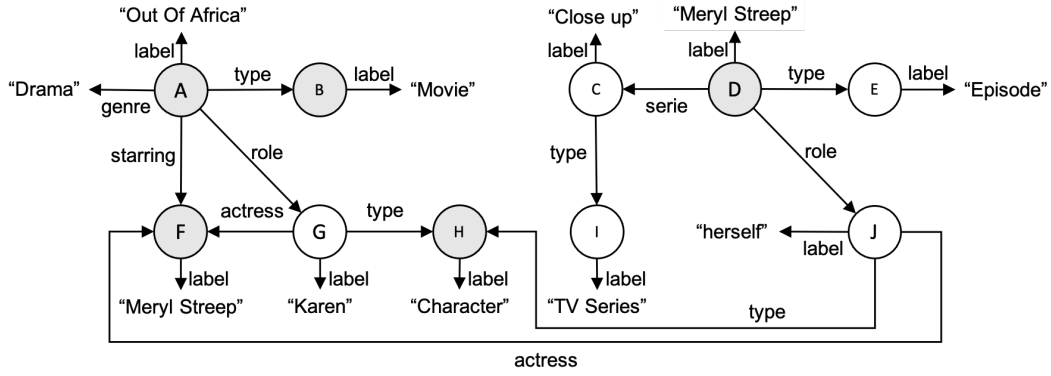 “Out Of Africa” “Close up” “Meryl Streep”
label label label
“Drama” genre A type B label “Movie” C serie D type E label “Episode”
starring role type role
F actress G type H I “herself” label J
label label label label
“Meryl Streep” “Karen” “Character” “TV Series” type
actress